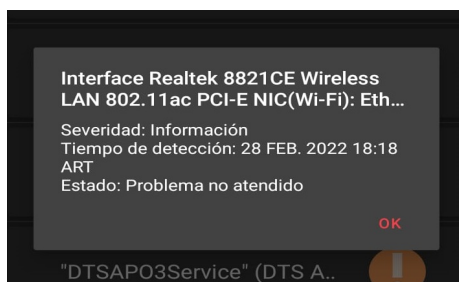 Interface Realtek 8821CE Wireless
LAN 802.11ac PCI-E NIC(Wi-Fi): Eth...
Severidad: Información
Tiempo de detección: 28 FEB. 2022 18:18
ART
Estado: Problema no atendido
OK
"DTSAPO3Service" (DTS A..